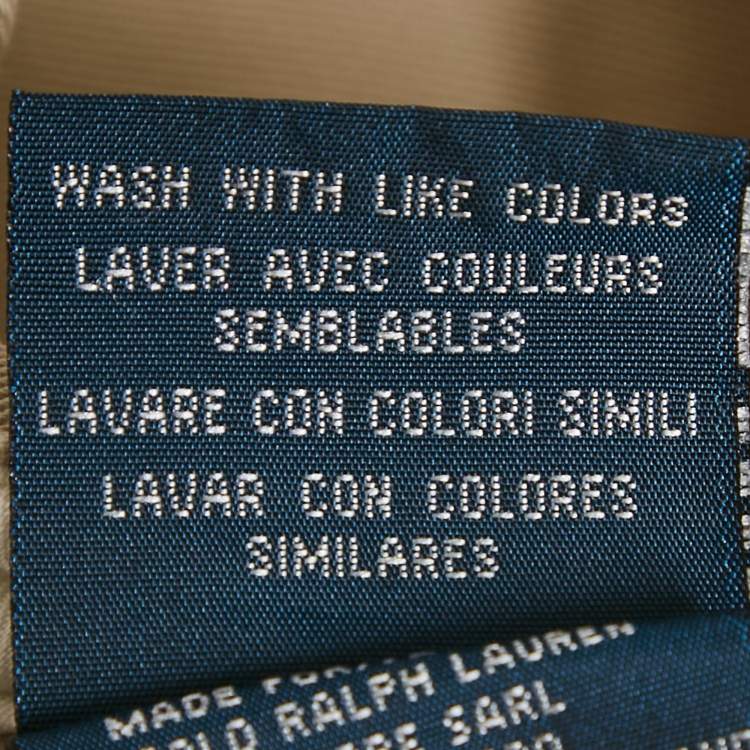 WASH WITH LIKE COLORS
LAVER AVEC COULEURS
SEMBLABLES
LAVARE CON COLORI SIMILI
LAVAR CON COLORES
SIMILARES
MADE
RALPH LAUREN
SARL